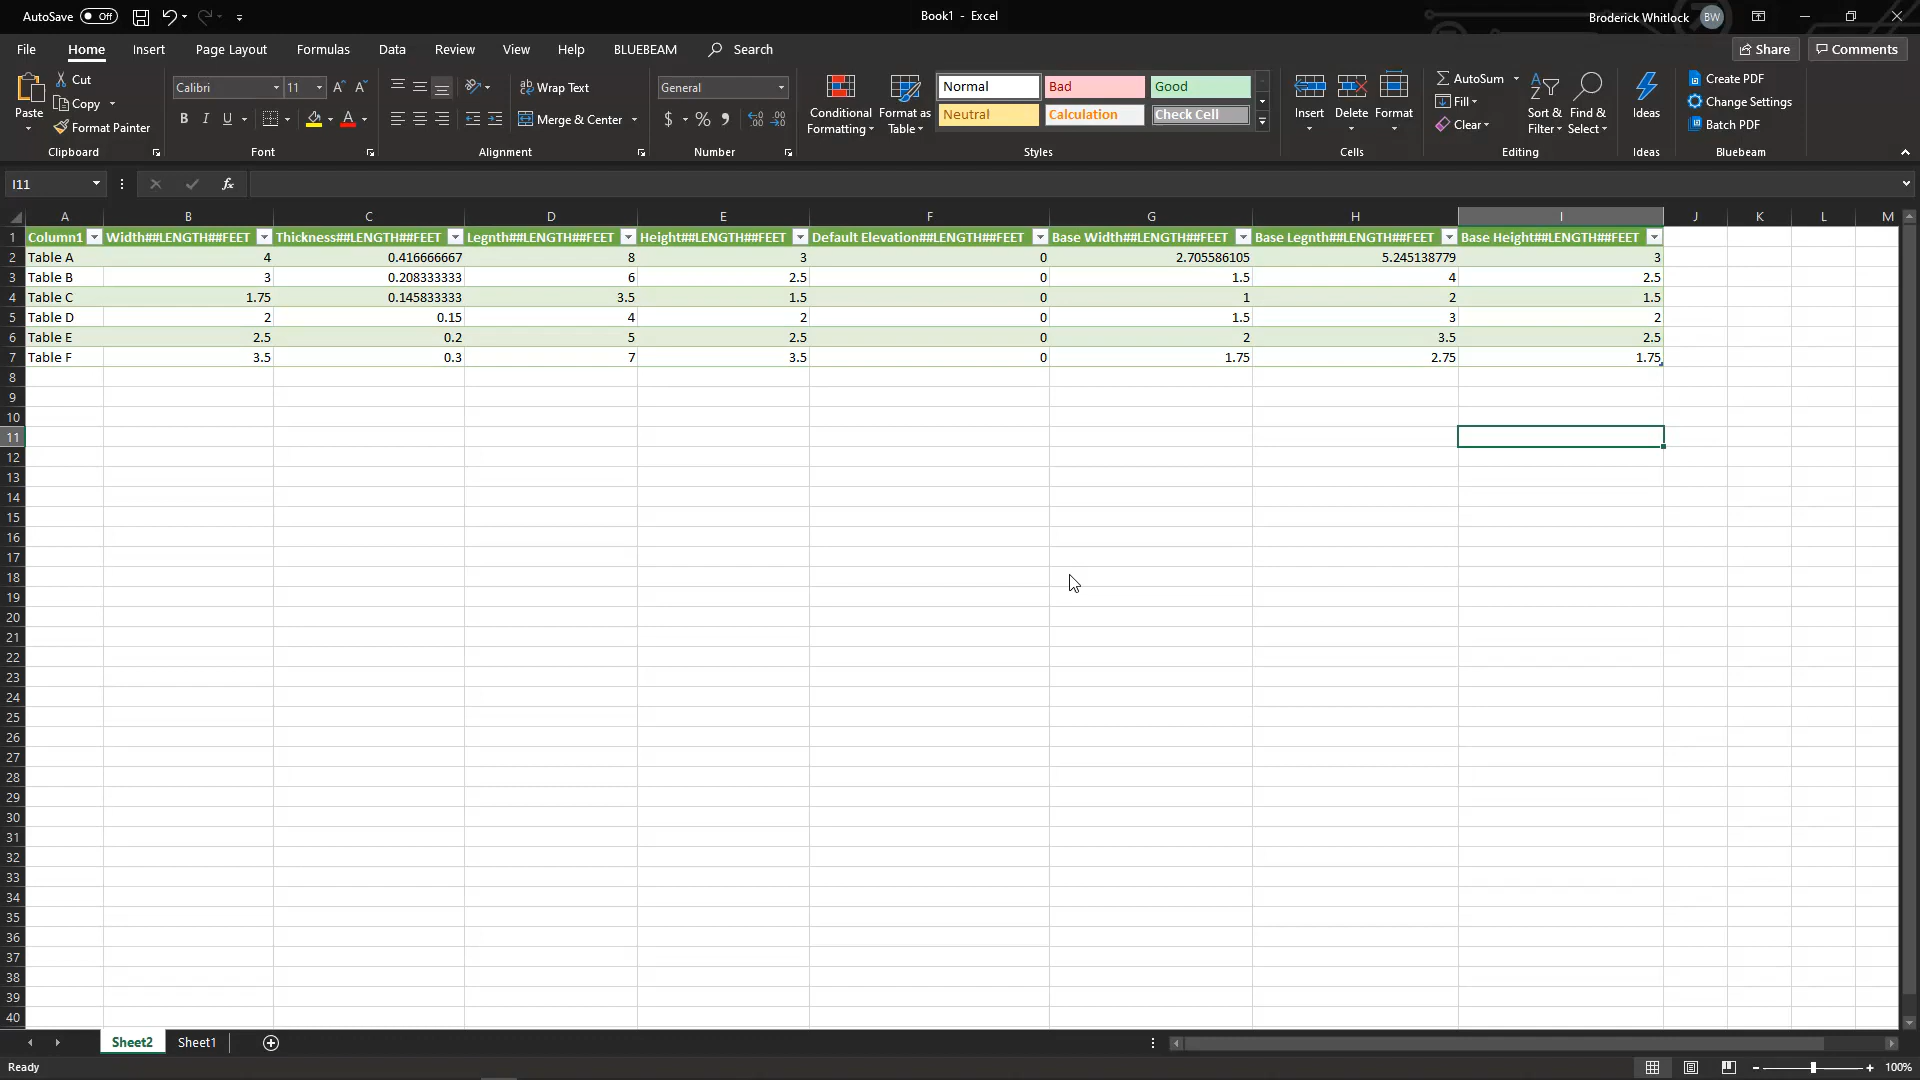 AutoSave Off
Book1 - Excel
Broderick Whitlock BW
File Home Insert Page Layout Formulas Data Review View Help BLUEBEAM Search
Share Comments
Paste
Cut
Copy
Format Painter
Clipboard
Calibri 11
B I U
Font
Wrap Text
Merge & Center
Alignment
General
$ % 9
Number
Conditional Formatting
Format as Table
Normal Bad Good
Neutral Calculation Check Cell
Styles
Insert Delete Format
Cells
AutoSum
Fill
Clear
Sort & Filter
Find & Select
Editing
Ideas
Ideas
Create PDF
Change Settings
Batch PDF
Bluebeam
I11 fx
A B C D E F G H I J K L M
1 Column1 Width##LENGTH##FEET Thickness##LENGTH##FEET Legnth##LENGTH##FEET Height##LENGTH##FEET Default Elevation##LENGTH##FEET Base Width##LENGTH##FEET Base Legnth##LENGTH##FEET Base Height##LENGTH##FEET
2 Table A 4 0.416666667 8 3 0 2.705586105 5.245138779 3
3 Table B 3 0.208333333 6 2.5 0 1.5 4 2.5
4 Table C 1.75 0.145833333 3.5 1.5 0 1 2 1.5
5 Table D 2 0.15 4 2 0 1.5 3 2
6 Table E 2.5 0.2 5 2.5 0 2 3.5 2.5
7 Table F 3.5 0.3 7 3.5 0 1.75 2.75 1.75
8
9
10
11
12
13
14
15
16
17
18
19
20
21
22
23
24
25
26
27
28
29
30
31
32
33
34
35
36
37
38
39
40
Sheet2 Sheet1
Ready
100%